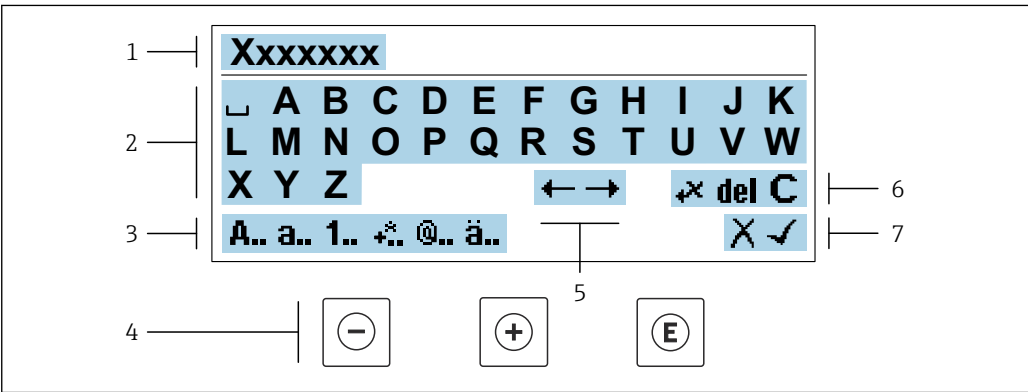 1 Xxxxxxx
2 ␣ A B C D E F G H I J K
L M N O P Q R S T U V W
X Y Z ← → ₊× del C 6
3 A.. a.. 1.. +*.. @.. ä.. X ✓ 7
5
4 − + E